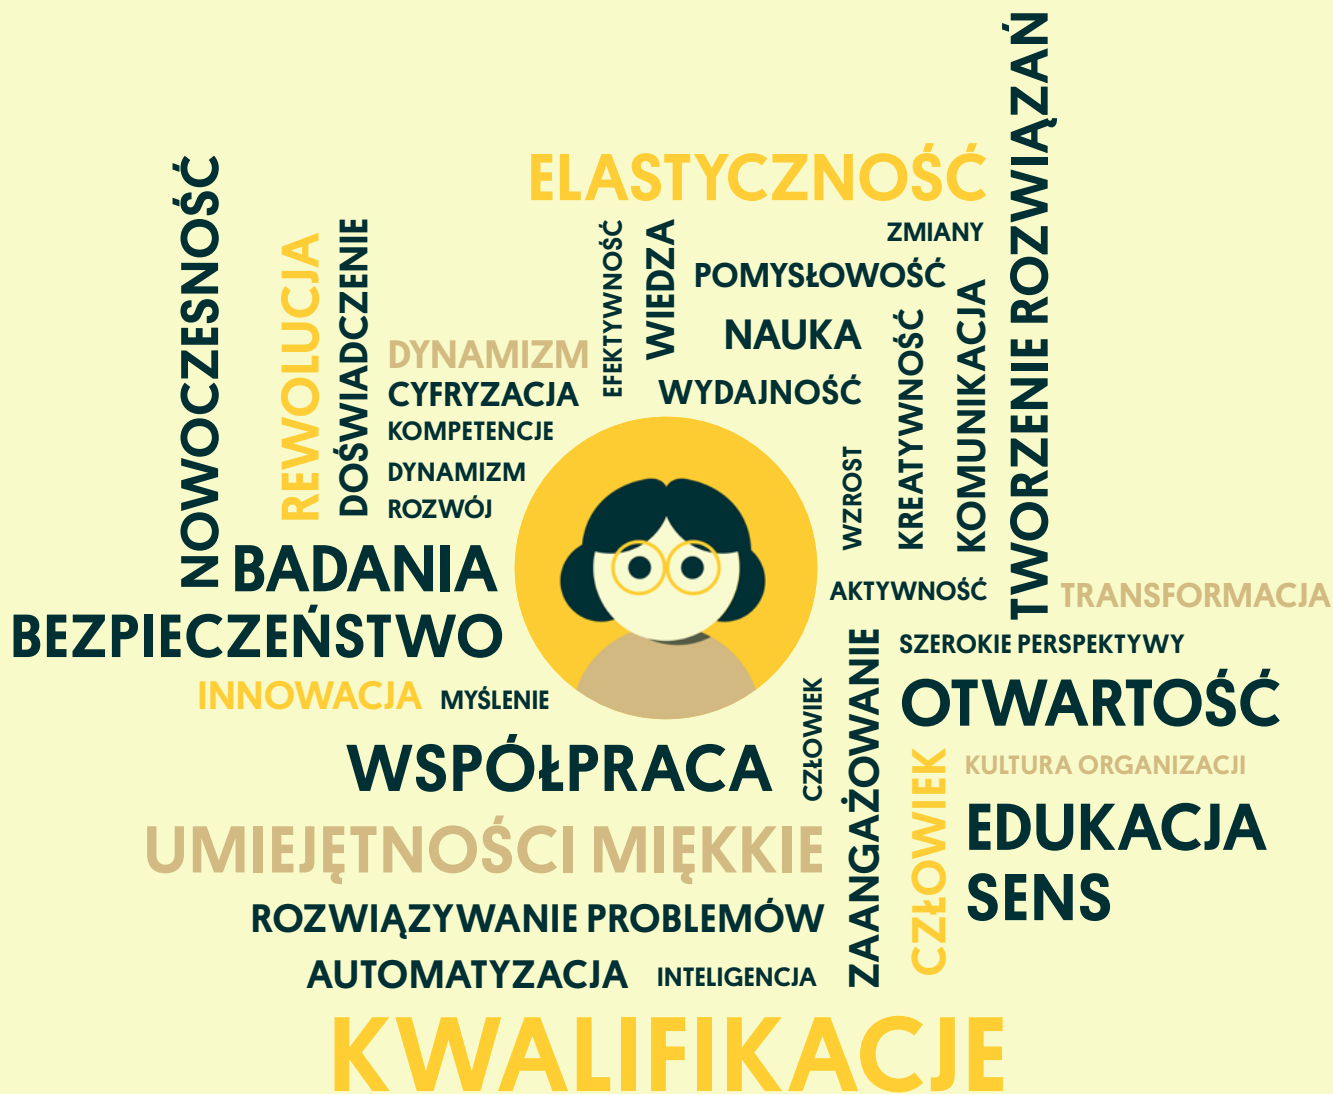 TWORZENIE ROZWIĄZAŃ
ELASTYCZNOŚĆ
NOWOCZESNOŚĆ
REWOLUCJA
DOŚWIADCZENIE
EFEKTYWNOŚĆ
WIEDZA
ZMIANY
POMYSŁOWOŚĆ
NAUKA
KREATYWNOŚĆ
KOMUNIKACJA
DYNAMIZM
CYFRYZACJA
WYDAJNOŚĆ
KOMPETENCJE
DYNAMIZM
ROZWÓJ
WZROST
BADANIA
AKTYWNOŚĆ
TRANSFORMACJA
BEZPIECZEŃSTWO
SZEROKIE PERSPEKTYWY
INNOWACJA
MYŚLENIE
CZŁOWIEK
ZAANGAŻOWANIE
OTWARTOŚĆ
WSPÓŁPRACA
CZŁOWIEK
KULTURA ORGANIZACJI
UMIEJĘTNOŚCI MIĘKKIE
EDUKACJA
SENS
ROZWIĄZYWANIE PROBLEMÓW
AUTOMATYZACJA
INTELIGENCJA
KWALIFIKACJE